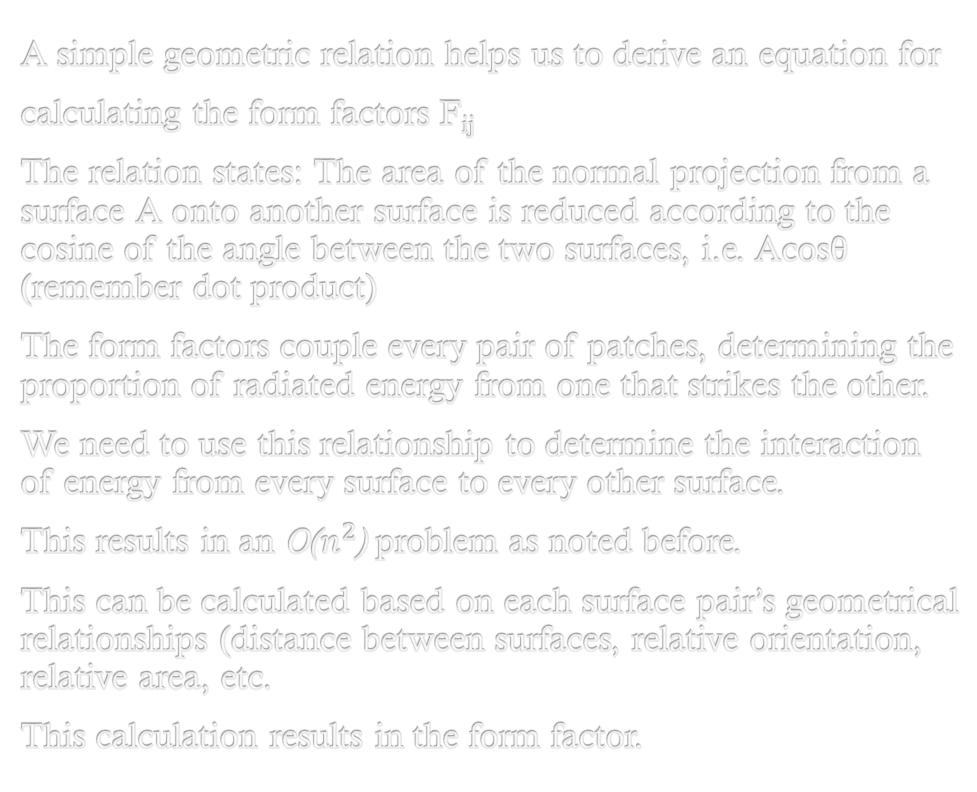 A simple geometric relation helps us to derive an equation for
calculating the form factors Fij
The relation states: The area of the normal projection from a
surface A onto another surface is reduced according to the
cosine of the angle between the two surfaces, i.e. Acosθ
(remember dot product)
The form factors couple every pair of patches, determining the
proportion of radiated energy from one that strikes the other.
We need to use this relationship to determine the interaction
of energy from every surface to every other surface.
This results in an O(n²) problem as noted before.
This can be calculated based on each surface pair's geometrical
relationships (distance between surfaces, relative orientation,
relative area, etc.
This calculation results in the form factor.